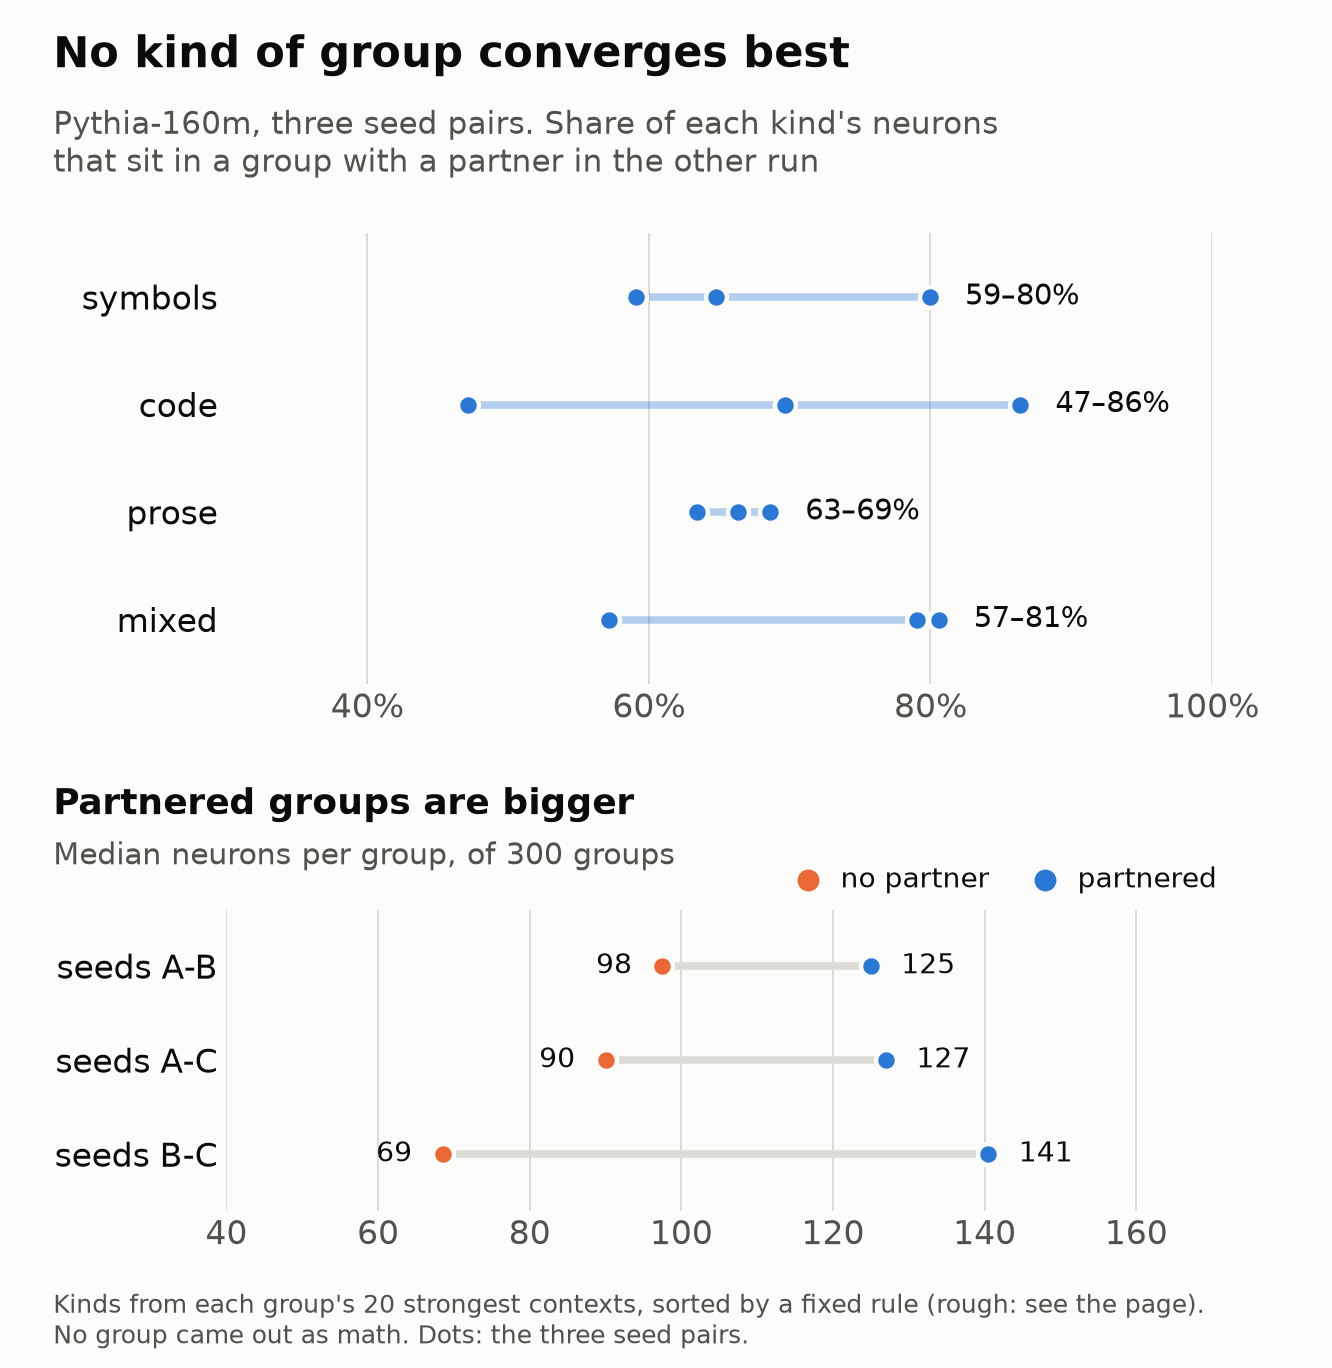 No kind of group converges best
Pythia-160m, three seed pairs. Share of each kind's neurons
that sit in a group with a partner in the other run
symbols
59–80%
code
47–86%
prose
63–69%
mixed
57–81%
40%
60%
80%
100%
Partnered groups are bigger
Median neurons per group, of 300 groups
no partner
partnered
seeds A-B
98
125
seeds A-C
90
127
seeds B-C
69
141
40
60
80
100
120
140
160
Kinds from each group's 20 strongest contexts, sorted by a fixed rule (rough: see the page).
No group came out as math. Dots: the three seed pairs.